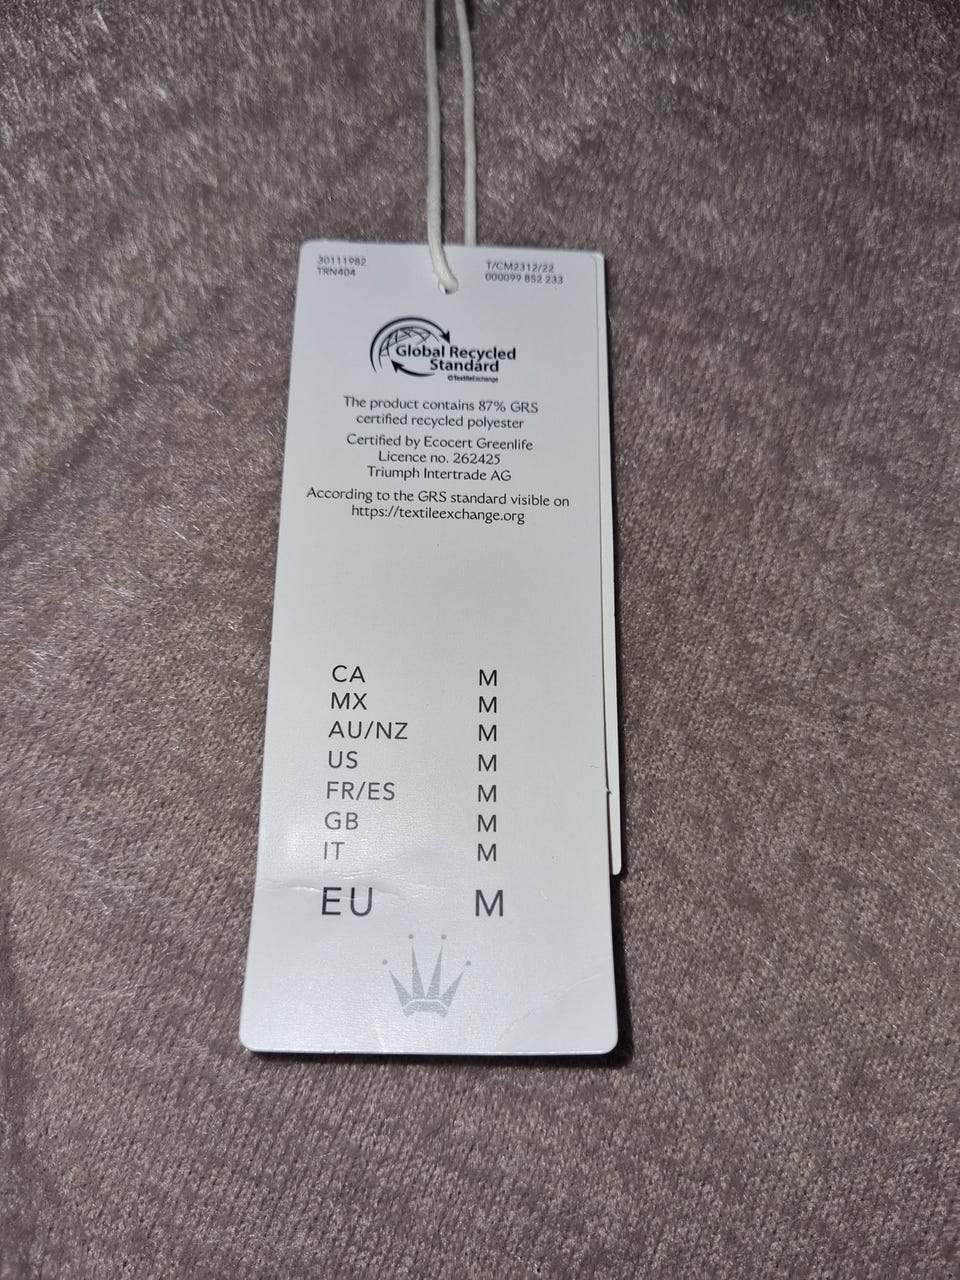 30111982
TRN404
T/CM2312/22
000099 852 233
Global Recycled
Standard
©TextileExchange
The product contains 87% GRS
certified recycled polyester
Certified by Ecocert Greenlife
Licence no. 262425
Triumph Intertrade AG
According to the GRS standard visible on
https://textileexchange.org
CA M
MX M
AU/NZ M
US M
FR/ES M
GB M
IT M
EU M